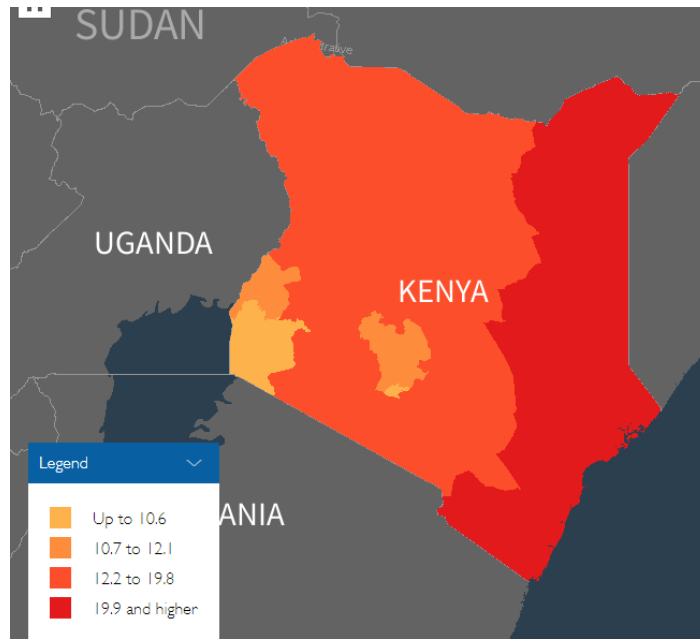 SUDAN
UGANDA
KENYA
Legend
ANIA
Up to 10.6
10.7 to 12.1
12.2 to 19.8
19.9 and higher